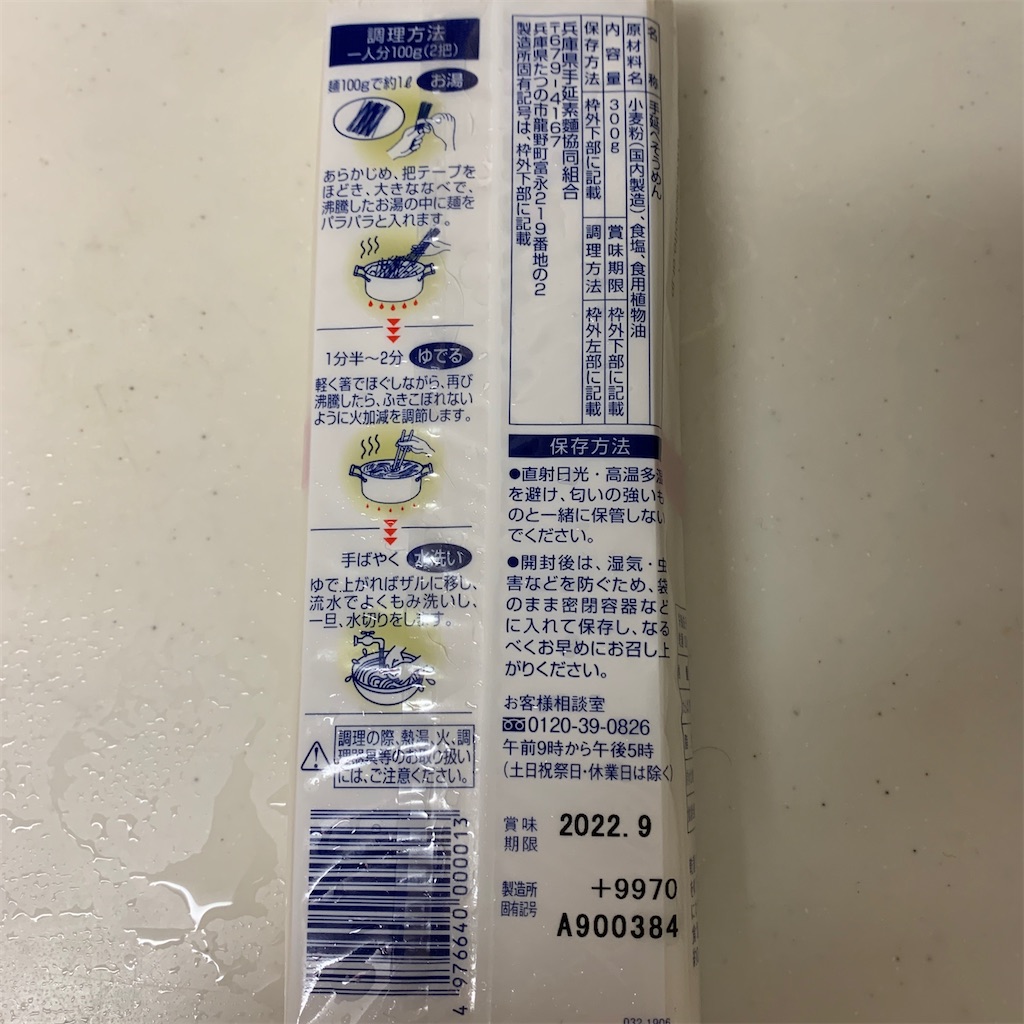 調理方法
一人分100g(2把)
麺100gで約1ℓ お湯
あらかじめ、把テープを
ほどき、大きななべで、
沸騰したお湯の中に麺を
パラパラと入れます。
1分半〜2分 ゆでる
軽く箸でほぐしながら、再び
沸騰したら、ふきこぼれない
ように火加減を調節します。
手ばやく 水洗い
ゆで上がればザルに移し、
流水でよくもみ洗いし、
一旦、水切りをします。
調理の際、熱湯、火、調
理器具等のお取り扱い
には、ご注意ください。
4 976640 000013
名称 手延べそうめん
原材料名 小麦粉(国内製造)、食塩、食用植物油
内容量 300g 賞味期限 枠外下部に記載
保存方法 枠外下部に記載 調理方法 枠外左部に記載
兵庫県手延素麺協同組合
〒679-4167
兵庫県たつの市龍野町富永219番地の2
製造所固有記号は、枠外下部に記載
保存方法
●直射日光・高温多湿
を避け、匂いの強いも
のと一緒に保管しない
でください。
●開封後は、湿気・虫
害などを防ぐため、袋
のまま密閉容器など
に入れて保存し、なる
べくお早めにお召し上
がりください。
お客様相談室
0120-39-0826
午前9時から午後5時
(土日祝祭日・休業日は除く)
賞味期限 2022.9
製造所固有記号 +9970
A900384